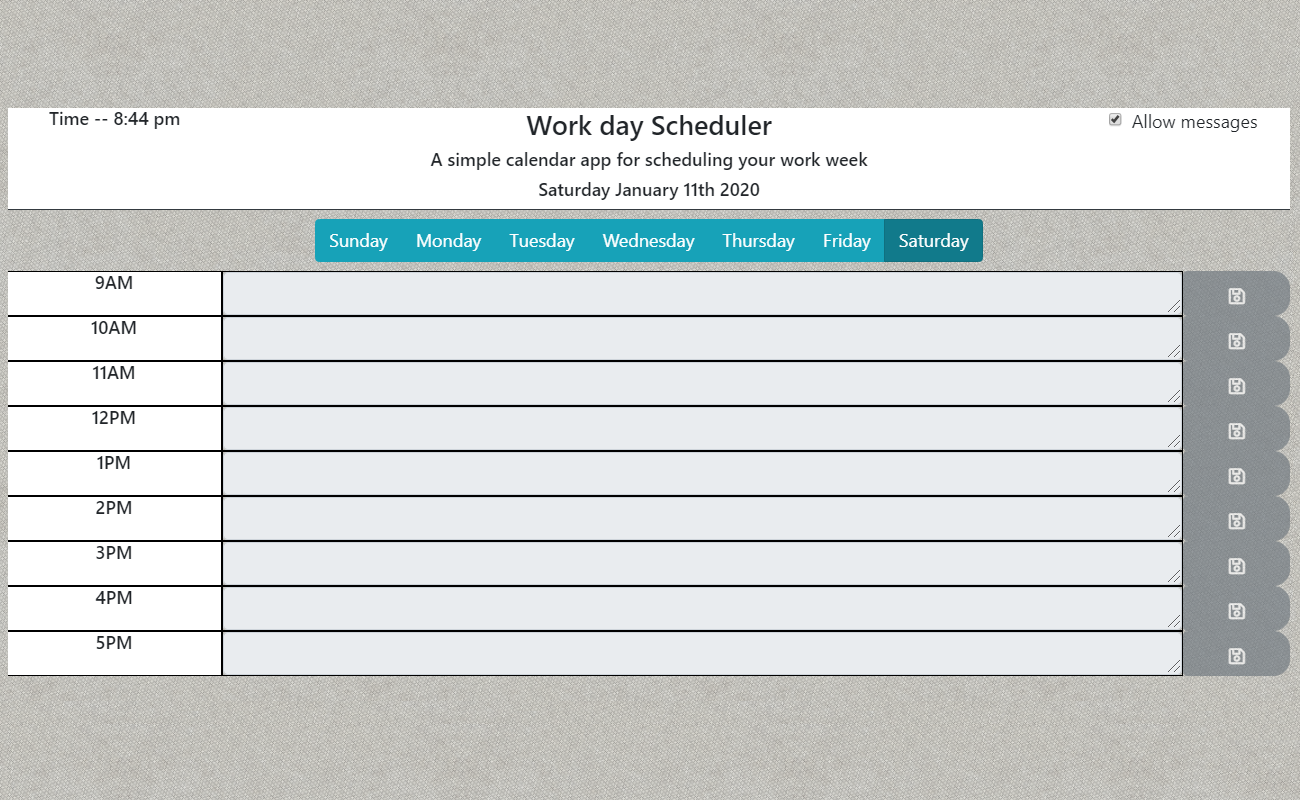 Time -- 8:44 pm
Work day Scheduler
Allow messages
A simple calendar app for scheduling your work week
Saturday January 11th 2020
Sunday Monday Tuesday Wednesday Thursday Friday Saturday
9AM
10AM
11AM
12PM
1PM
2PM
3PM
4PM
5PM